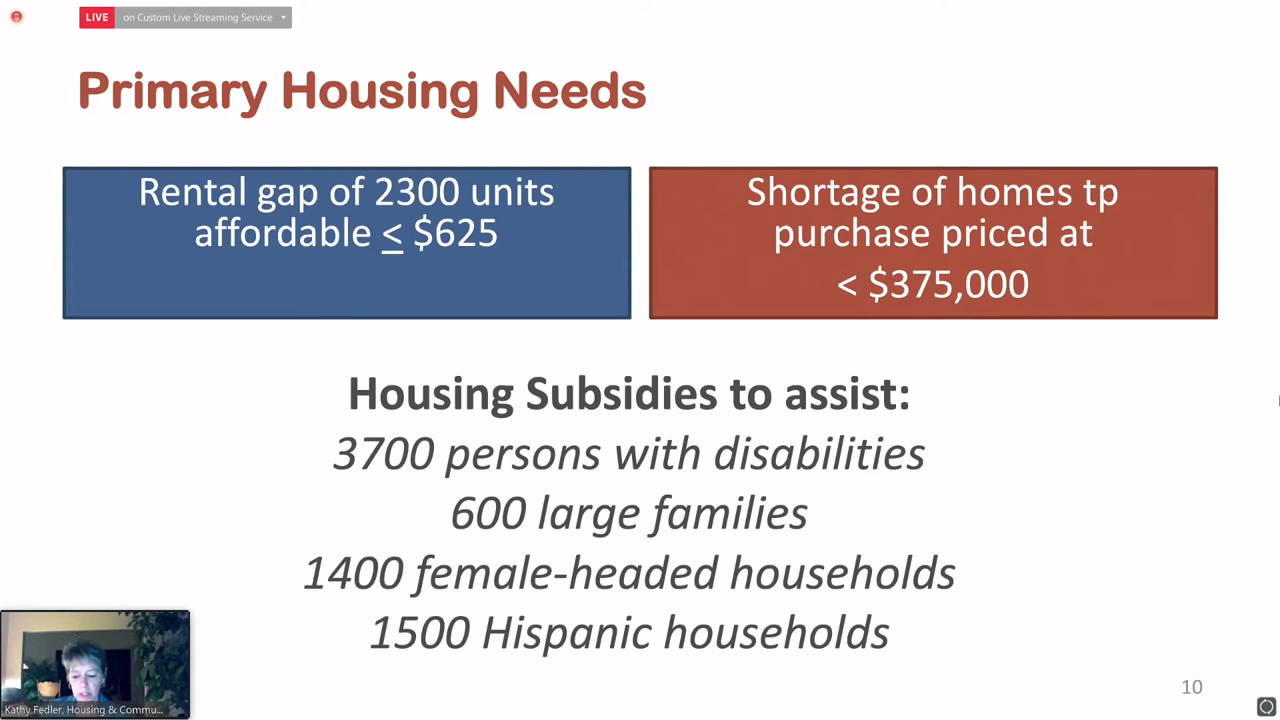 LIVE on Custom Live Streaming Service
Primary Housing Needs
Rental gap of 2300 units
affordable < $625
Shortage of homes tp
purchase priced at
< $375,000
Housing Subsidies to assist:
3700 persons with disabilities
600 large families
1400 female-headed households
1500 Hispanic households
Kathy Fedler, Housing & Commu...
10